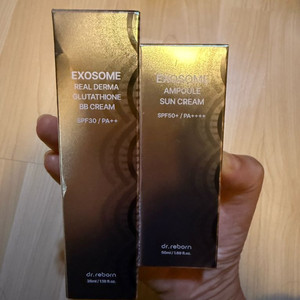 EXOSOME
REAL DERMA
GLUTATHIONE
BB CREAM
SPF30 / PA++
dr.reborn
EXOSOME
AMPOULE
SUN CREAM
SPF50+ / PA++++
dr.reborn